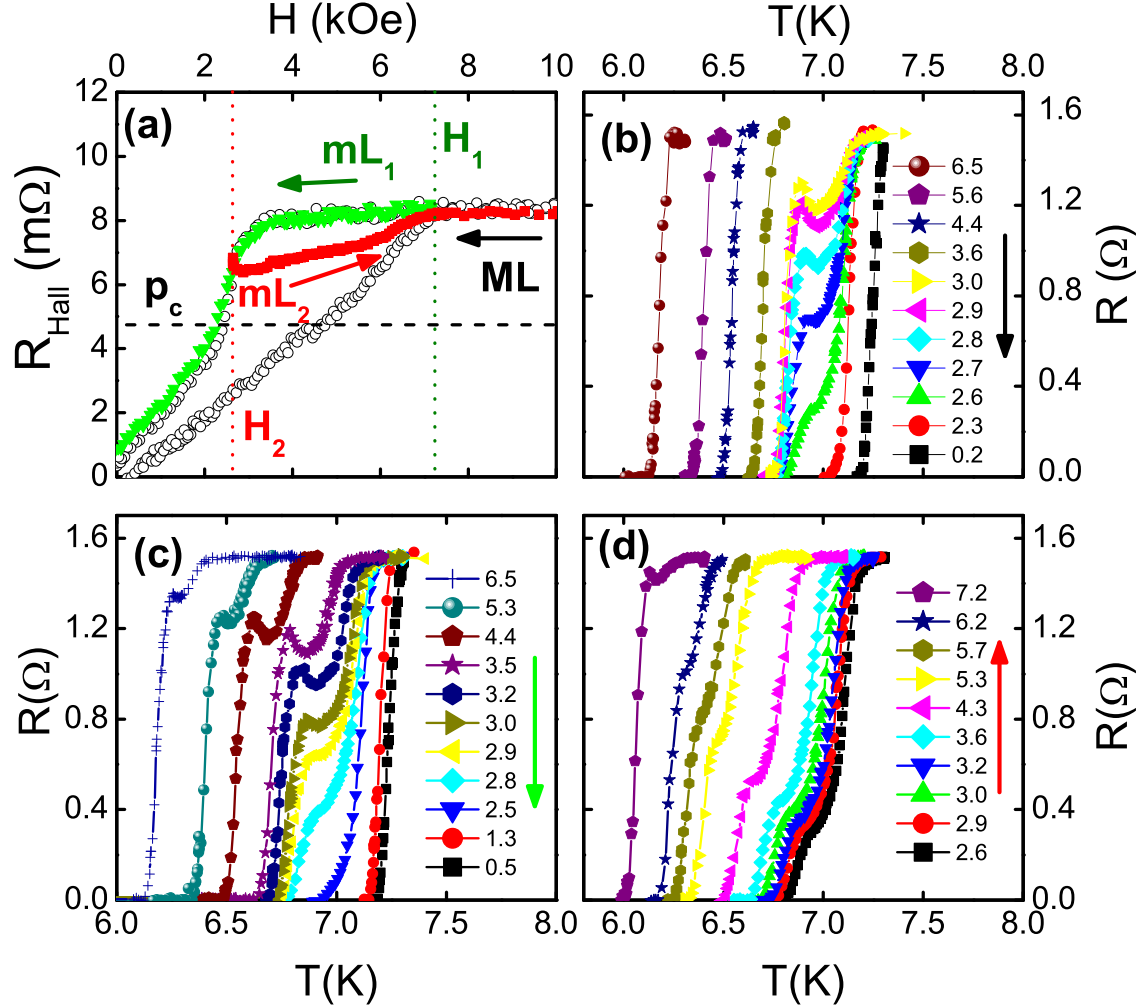 H (kOe)
0 2 4 6 8 10
R_Hall (mΩ)
12
10
8
6
4
2
0
(a)
mL₁
H₁
mL₂
ML
p_c
H₂
T(K)
6.0 6.5 7.0 7.5 8.0
(b)
6.5
5.6
4.4
3.6
3.0
2.9
2.8
2.7
2.6
2.3
0.2
1.6
1.2
0.8
0.4
0.0
R (Ω)
(c)
R(Ω)
1.6
1.2
0.8
0.4
0.0
6.5
5.3
4.4
3.5
3.2
3.0
2.9
2.8
2.5
1.3
0.5
6.0 6.5 7.0 7.5 8.0
T(K)
(d)
7.2
6.2
5.7
5.3
4.3
3.6
3.2
3.0
2.9
2.6
1.6
1.2
0.8
0.4
0.0
R(Ω)
6.0 6.5 7.0 7.5 8.0
T(K)